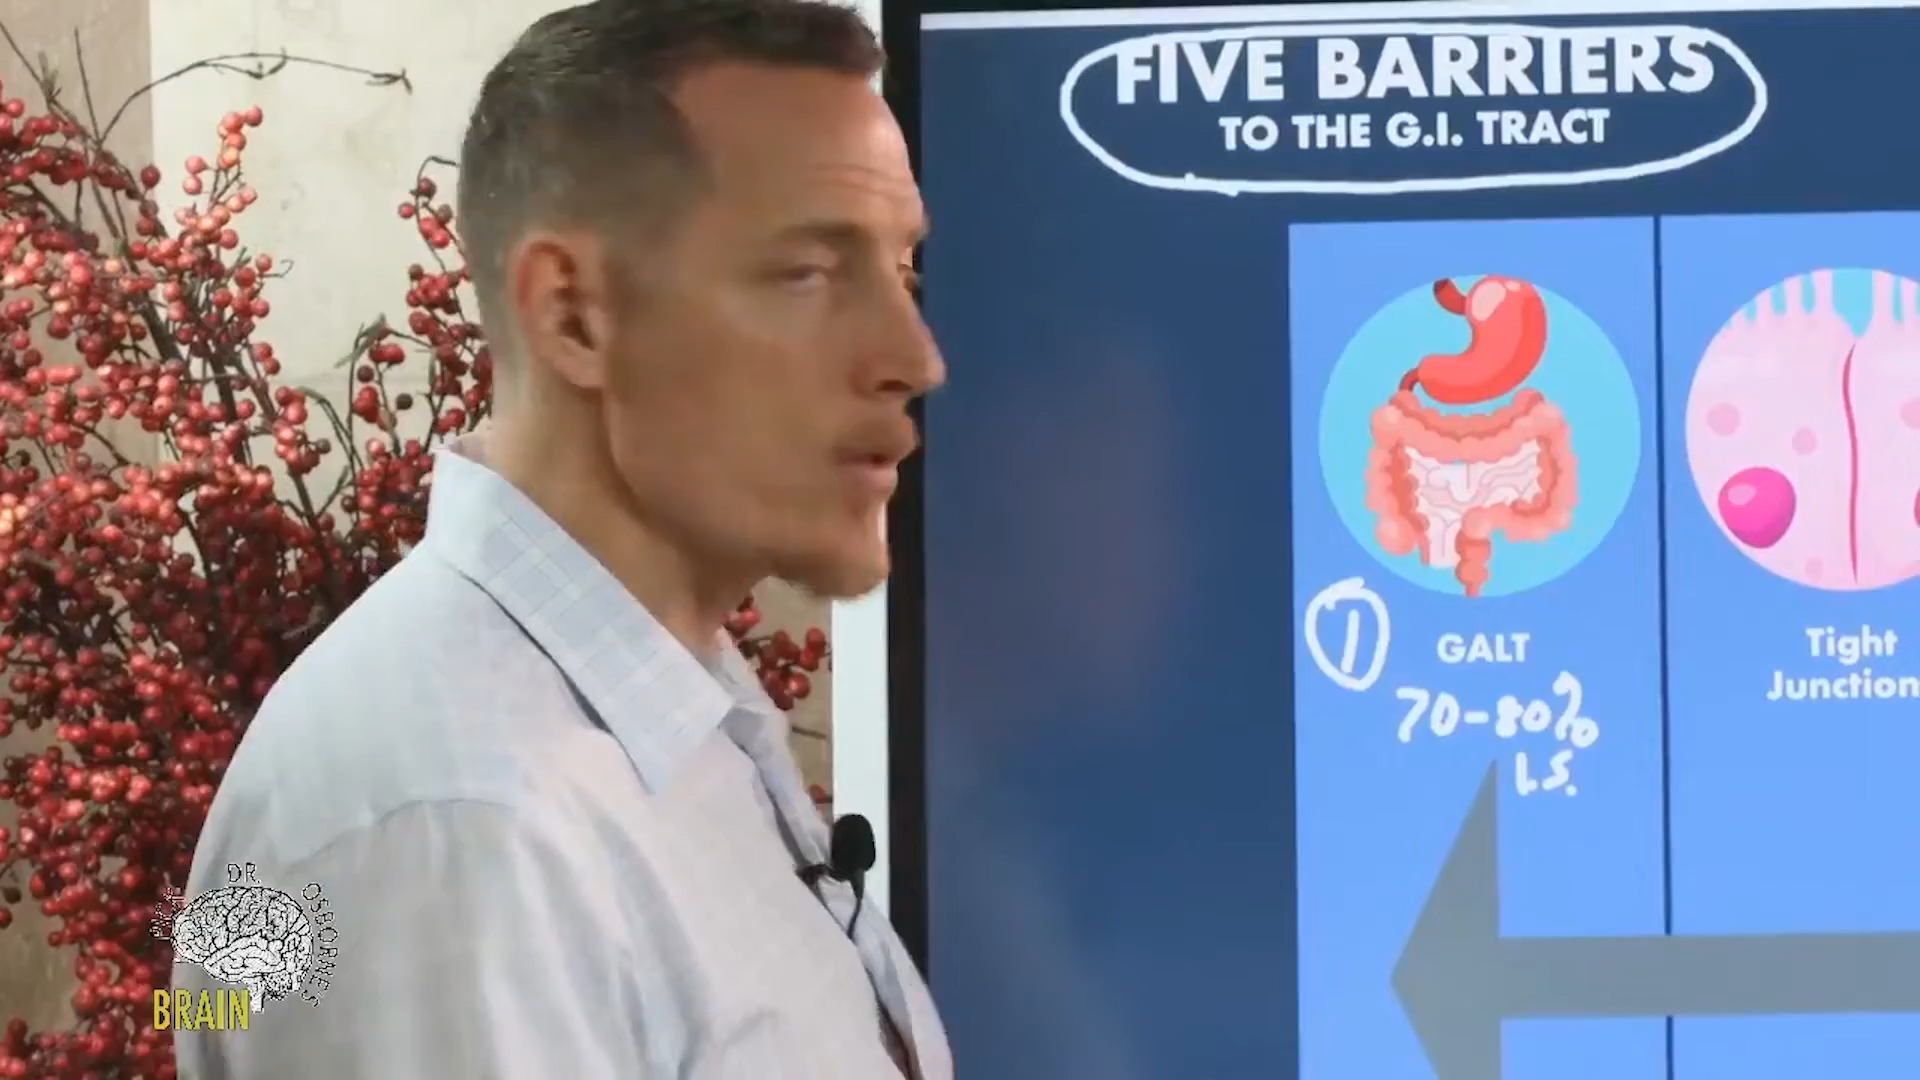 FIVE BARRIERS
TO THE G.I. TRACT
1
GALT
70-80%
I.S.
Tight
Junction
DR.
OSBORNE'S
BRAIN